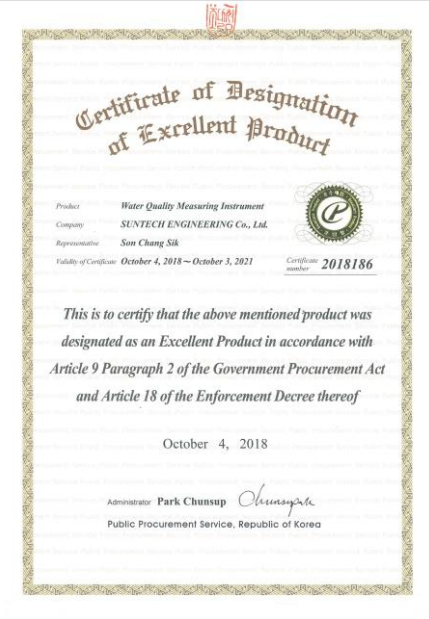 Certificate of Designation
of Excellent Product
Product Water Quality Measuring Instrument
Company SUNTECH ENGINEERING Co., Ltd.
Representative Son Chang Sik
Validity of Certificate October 4, 2018~October 3, 2021
Certificate number 2018186
This is to certify that the above mentioned product was
designated as an Excellent Product in accordance with
Article 9 Paragraph 2 of the Government Procurement Act
and Article 18 of the Enforcement Decree thereof
October 4, 2018
Administrator Park Chunsup
Public Procurement Service, Republic of Korea